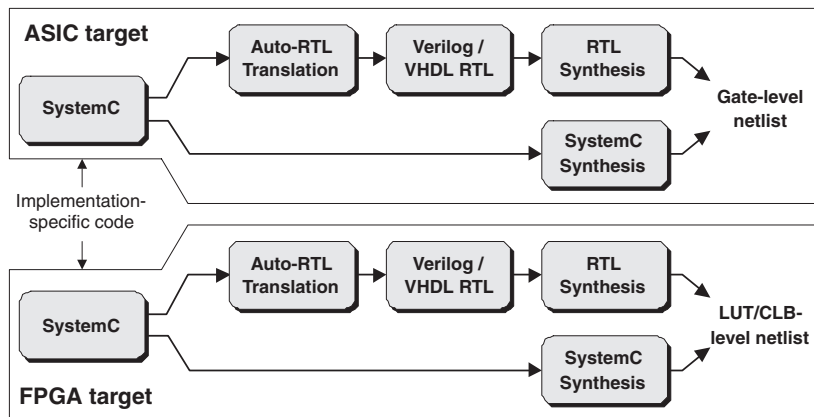 ASIC target
Auto-RTL
Translation
Verilog /
VHDL RTL
RTL
Synthesis
SystemC
Gate-level
netlist
SystemC
Synthesis
Implementation-
specific code
Auto-RTL
Translation
Verilog /
VHDL RTL
RTL
Synthesis
SystemC
LUT/CLB-
level netlist
SystemC
Synthesis
FPGA target